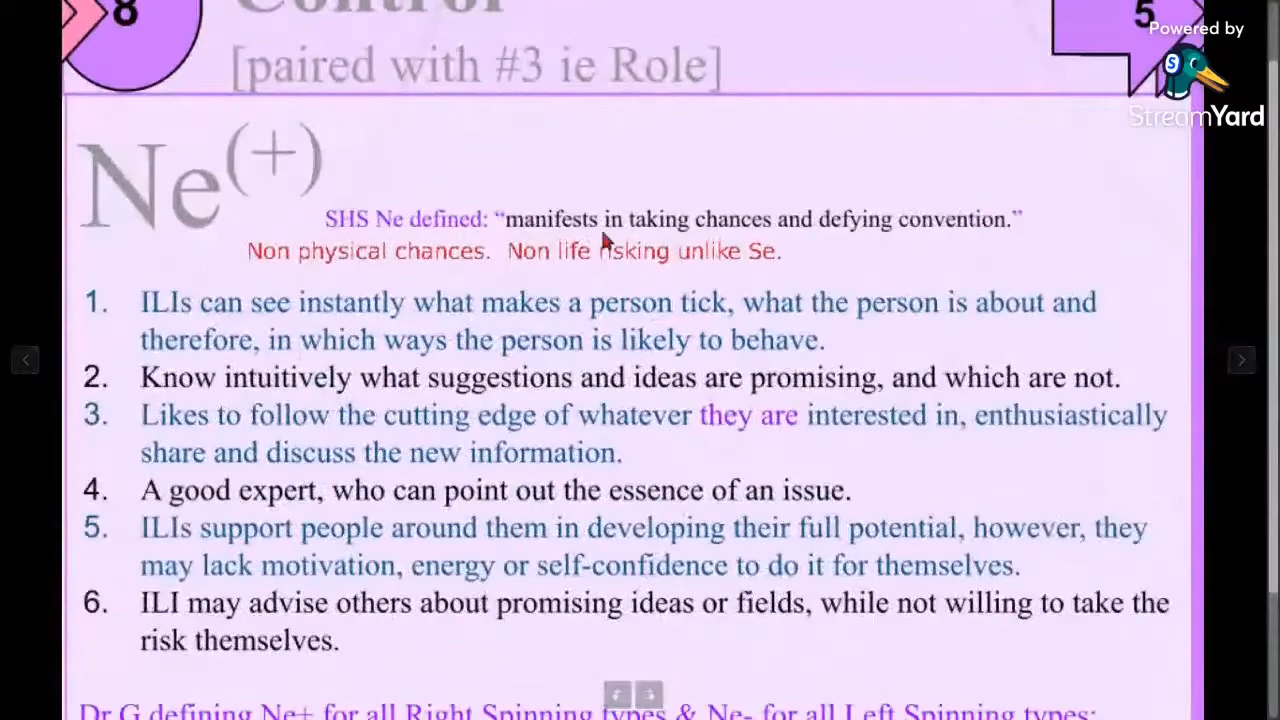 8
Control
5
Powered by
[paired with #3 ie Role]
StreamYard
Ne(+)
SHS Ne defined: “manifests in taking chances and defying convention.”
Non physical chances. Non life risking unlike Se.
1. ILIs can see instantly what makes a person tick, what the person is about and
therefore, in which ways the person is likely to behave.
2. Know intuitively what suggestions and ideas are promising, and which are not.
3. Likes to follow the cutting edge of whatever they are interested in, enthusiastically
share and discuss the new information.
4. A good expert, who can point out the essence of an issue.
5. ILIs support people around them in developing their full potential, however, they
may lack motivation, energy or self-confidence to do it for themselves.
6. ILI may advise others about promising ideas or fields, while not willing to take the
risk themselves.
Dr G defining Ne+ for all Right Spinning types & Ne- for all Left Spinning types: